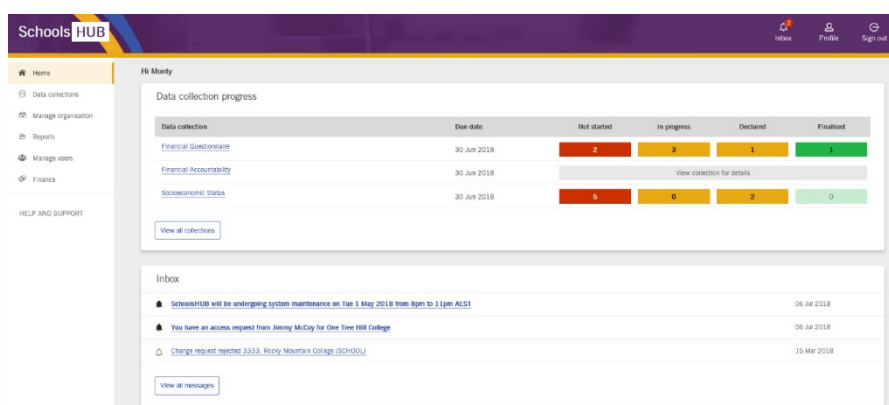 Schools HUB
2
Inbox Profile Sign out
Home
Data collections
Manage organisation
Reports
Manage users
Finance
HELP AND SUPPORT
Hi Monty
Data collection progress
Data collection Due date Not started In progress Declared Finalised
Financial Questionnaire 30 Jun 2018 2 3 1 1
Financial Accountability 30 Jun 2018 View collection for details
Socioeconomic Status 30 Jun 2018 5 0 2 0
View all collections
Inbox
SchoolsHUB will be undergoing system maintenance on Tue 1 May 2018 from 8pm to 11pm AEST 06 Jul 2018
You have an access request from Jimmy McCoy for One Tree Hill College 06 Jul 2018
Change request rejected 3333: Rocky Mountain College (SCHOOL) 15 Mar 2018
View all messages